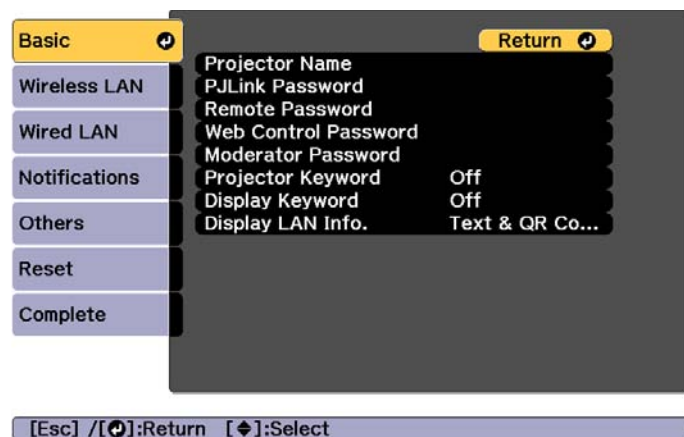 Basic
Return
Projector Name
Wireless LAN
PJLink Password
Remote Password
Wired LAN
Web Control Password
Moderator Password
Notifications
Projector Keyword Off
Display Keyword Off
Others
Display LAN Info. Text & QR Co...
Reset
Complete
[Esc] /[⏎]:Return [◆]:Select